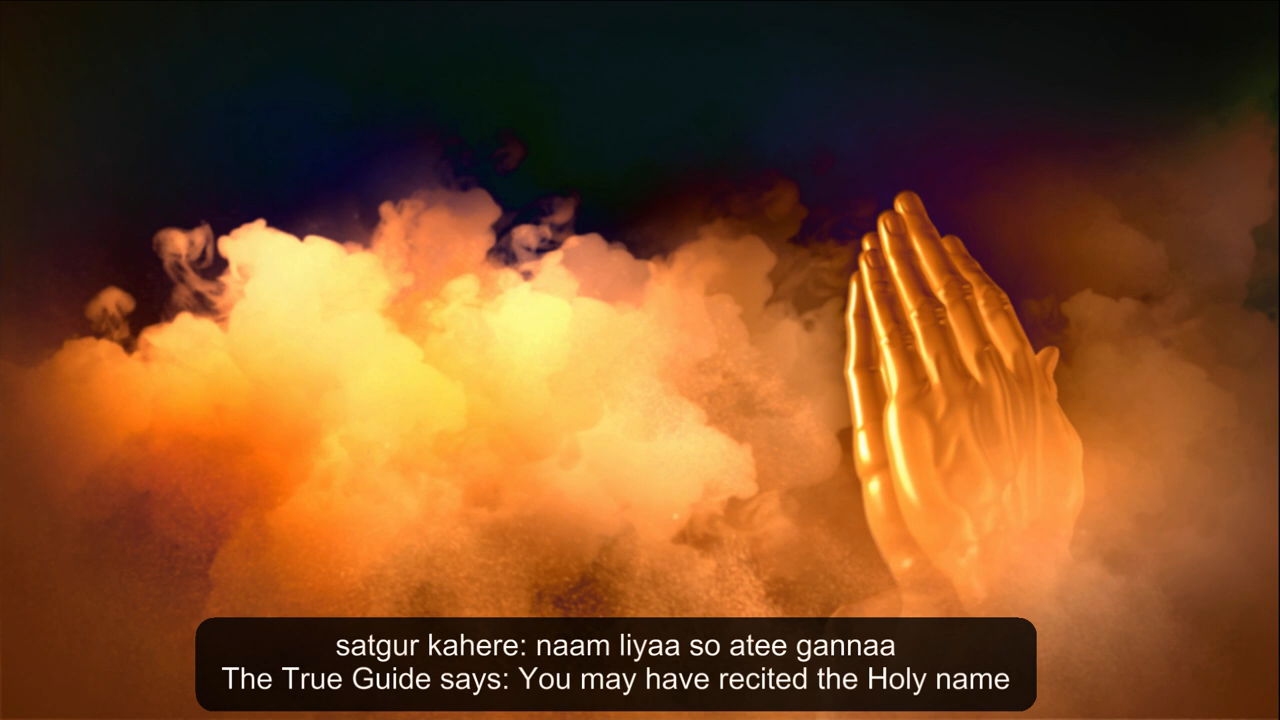 satgur kahere: naam liyaa so atee gannaa
The True Guide says: You may have recited the Holy name